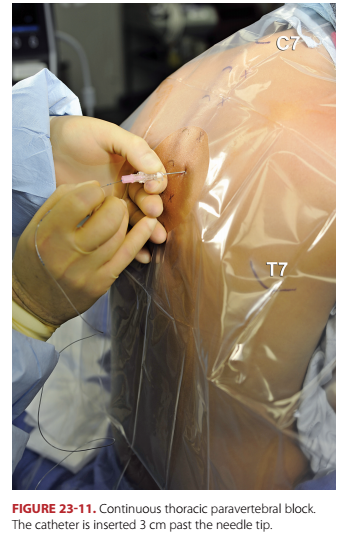 C7
T7
FIGURE 23-11. Continuous thoracic paravertebral block.
The catheter is inserted 3 cm past the needle tip.